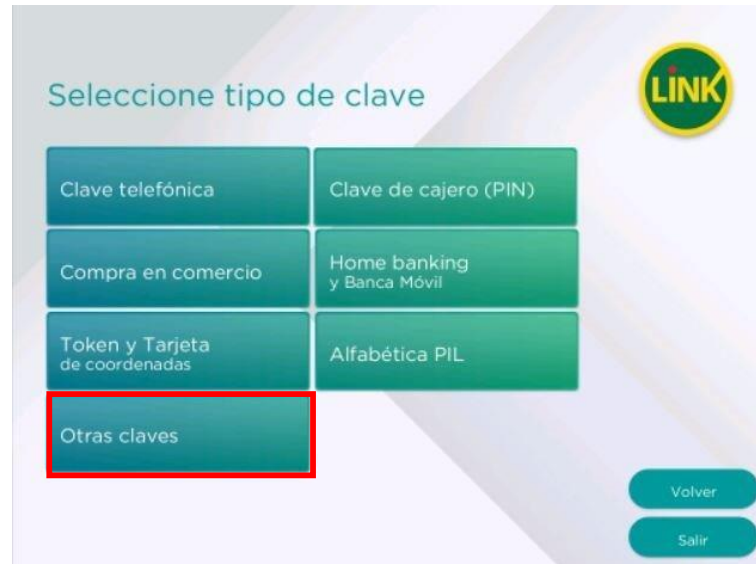 Seleccione tipo de clave
LINK
Clave telefónica
Clave de cajero (PIN)
Compra en comercio
Home banking
y Banca Móvil
Token y Tarjeta
de coordenadas
Alfabética PIL
Otras claves
Volver
Salir